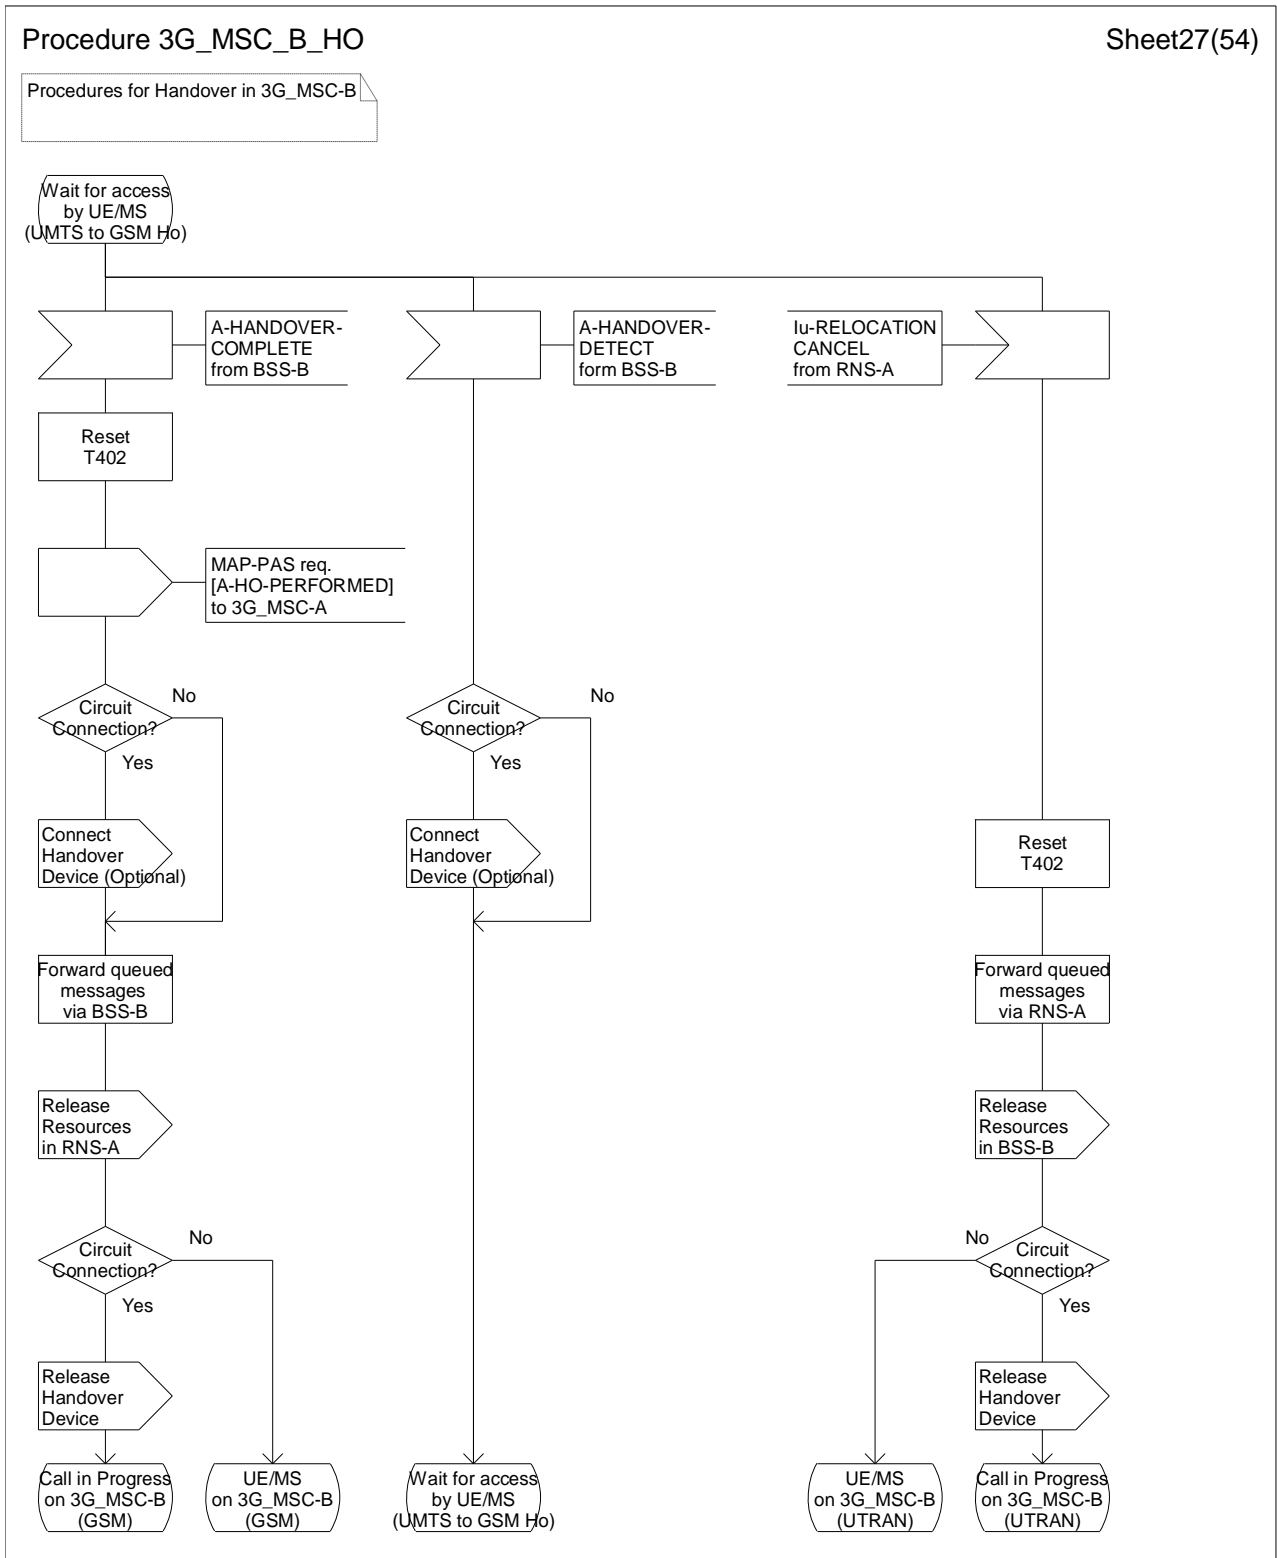 Procedure 3G_MSC_B_HO
Sheet27(54)
Procedures for Handover in 3G_MSC-B
Wait for access
by UE/MS
(UMTS to GSM Ho)
A-HANDOVER-
COMPLETE
from BSS-B
A-HANDOVER-
DETECT
form BSS-B
Iu-RELOCATION
CANCEL
from RNS-A
Reset
T402
MAP-PAS req.
[A-HO-PERFORMED]
to 3G_MSC-A
Circuit
Connection?
No
Yes
Circuit
Connection?
No
Yes
Connect
Handover
Device (Optional)
Connect
Handover
Device (Optional)
Reset
T402
Forward queued
messages
via BSS-B
Forward queued
messages
via RNS-A
Release
Resources
in RNS-A
Release
Resources
in BSS-B
Circuit
Connection?
No
Yes
No
Circuit
Connection?
Yes
Release
Handover
Device
Release
Handover
Device
Call in Progress
on 3G_MSC-B
(GSM)
UE/MS
on 3G_MSC-B
(GSM)
Wait for access
by UE/MS
(UMTS to GSM Ho)
UE/MS
on 3G_MSC-B
(UTRAN)
Call in Progress
on 3G_MSC-B
(UTRAN)